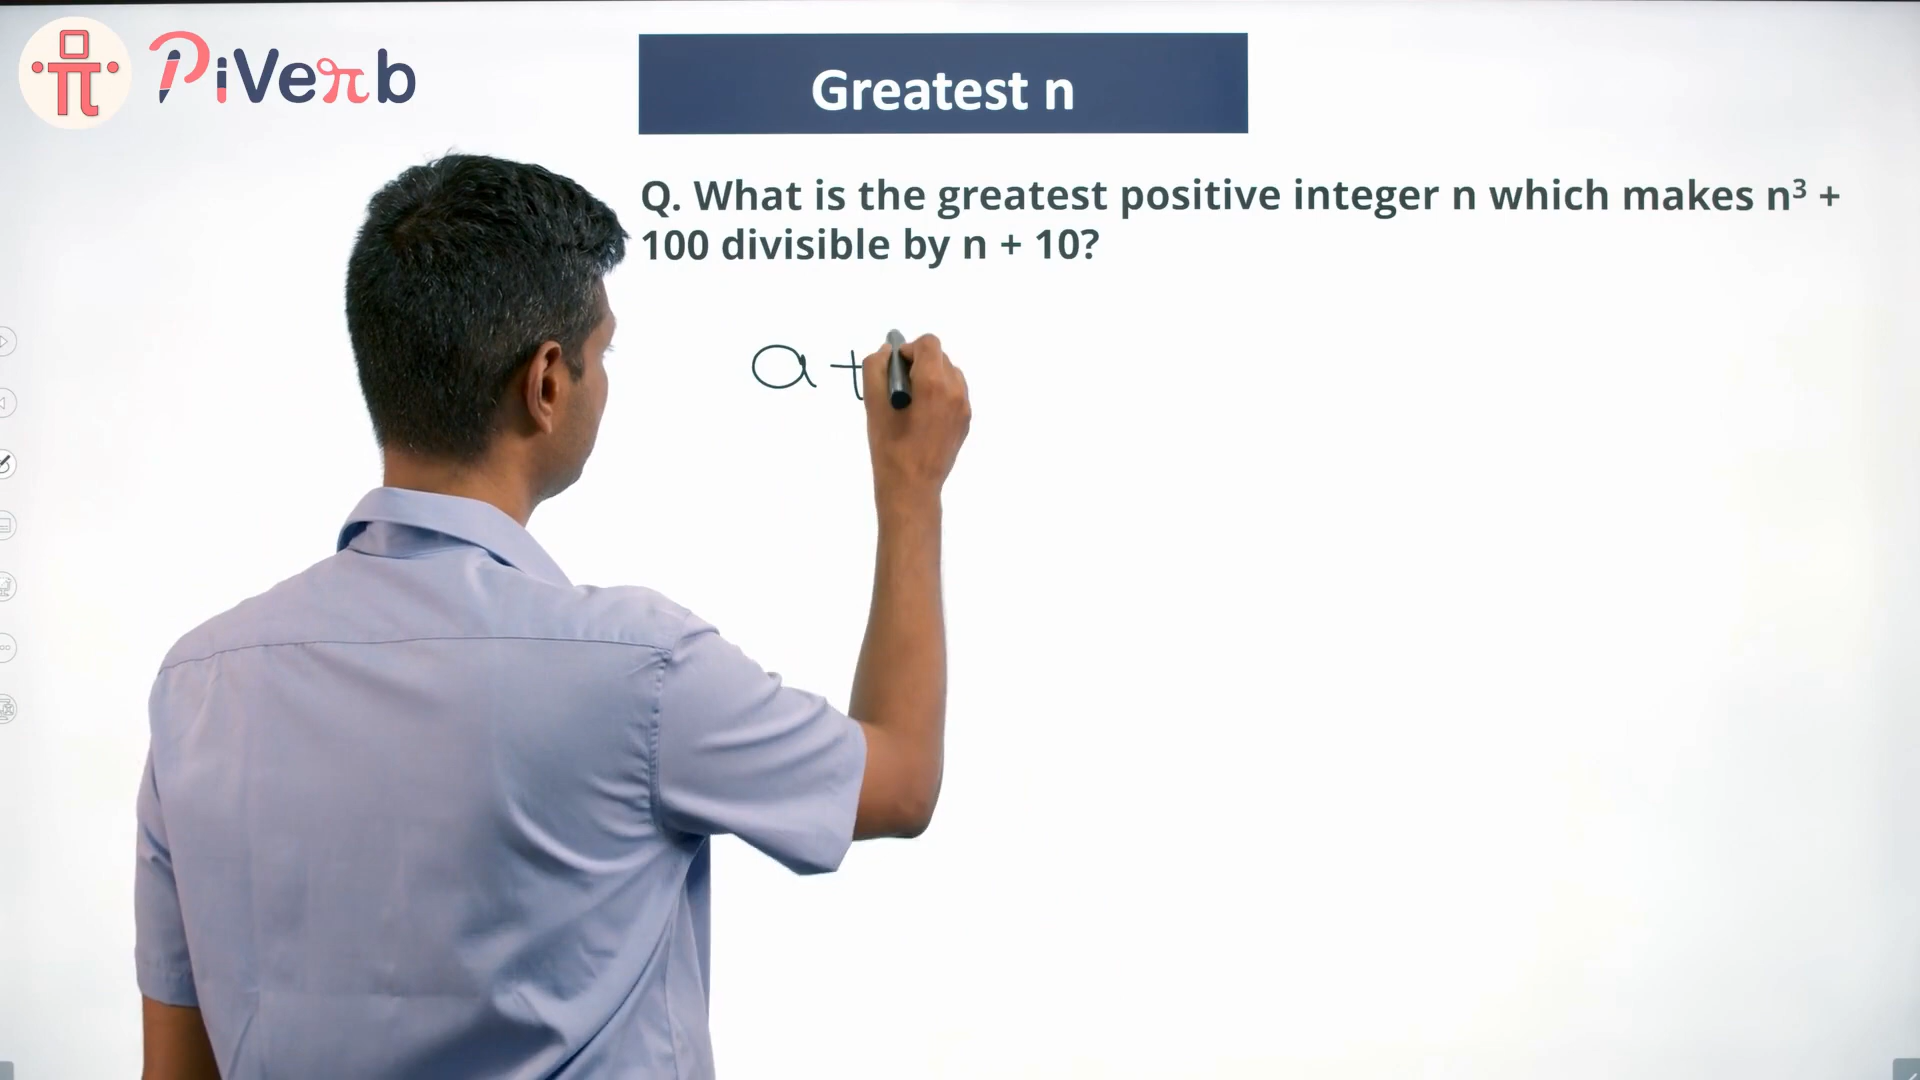 PiVerb
Greatest n
Q. What is the greatest positive integer n which makes n³ +
100 divisible by n + 10?
a +